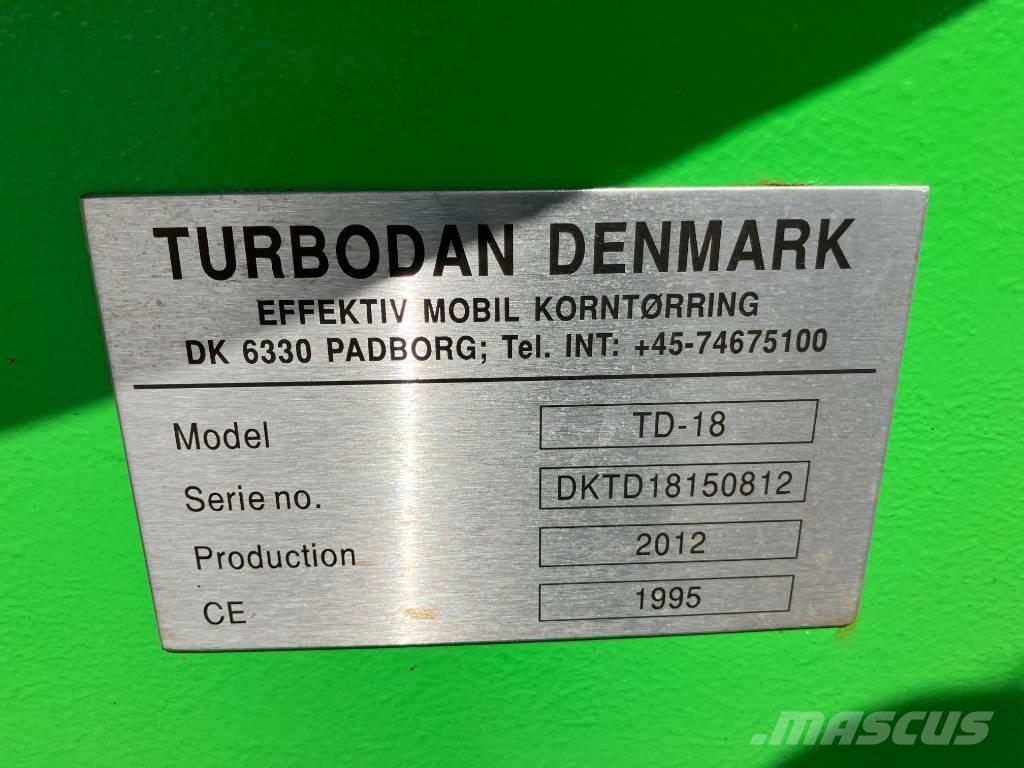 TURBODAN DENMARK
EFFEKTIV MOBIL KORNTØRRING
DK 6330 PADBORG; Tel. INT: +45-74675100
Model TD-18
Serie no. DKTD18150812
Production 2012
CE 1995
MASCUS